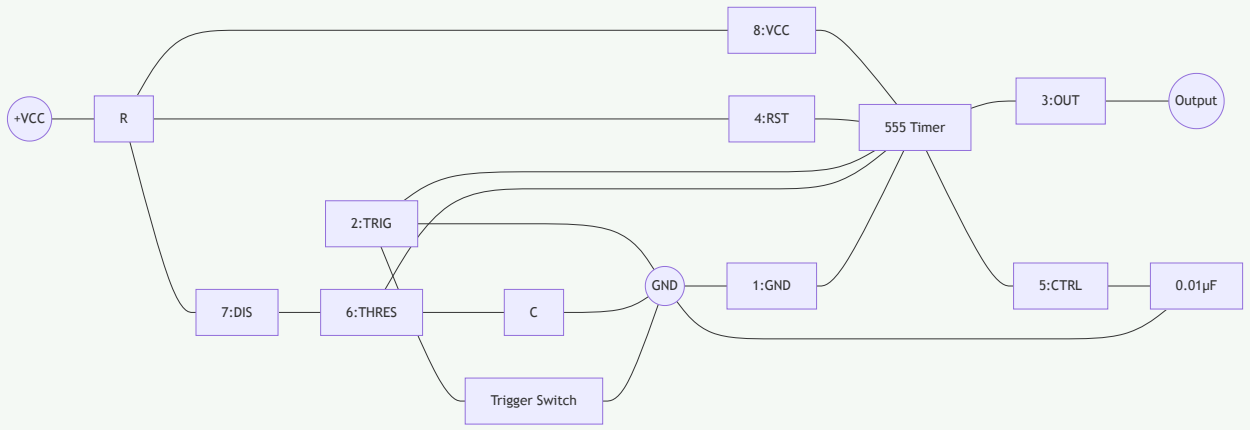 8:VCC
+VCC
R
4:RST
555 Timer
3:OUT
Output
2:TRIG
GND
1:GND
5:CTRL
0.01µF
7:DIS
6:THRES
C
Trigger Switch